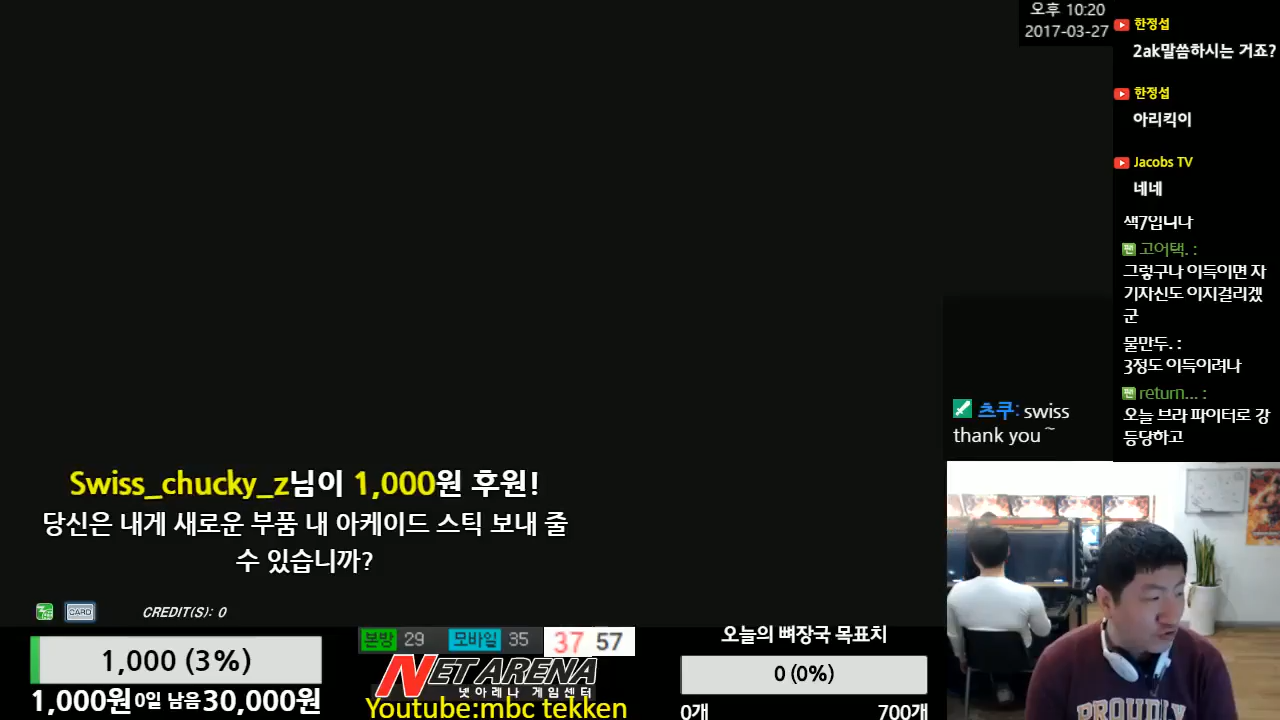 오후 10:20
2017-03-27
한정섭
2ak말씀하시는 거죠?
한정섭
아리킥이
Jacobs TV
네네
색7입니나
팬 고어택. :
그렇구나 이득이면 자
기자신도 이지걸리겠
군
물만두. :
3정도 이득이려나
팬 return... :
오늘 브라 파이터로 강
등당하고
츠쿠: swiss
thank you~
Swiss_chucky_z님이 1,000원 후원!
당신은 내게 새로운 부품 내 아케이드 스틱 보내 줄
수 있습니까?
CARD
CREDIT(S): 0
1,000 (3%)
1,000원 0일 남음 30,000원
본방 29 모바일 35 37 57
NET ARENA
넷아레나 게임센터
Youtube:mbc tekken
오늘의 뼈장국 목표치
0 (0%)
0개 700개
PROUDLY